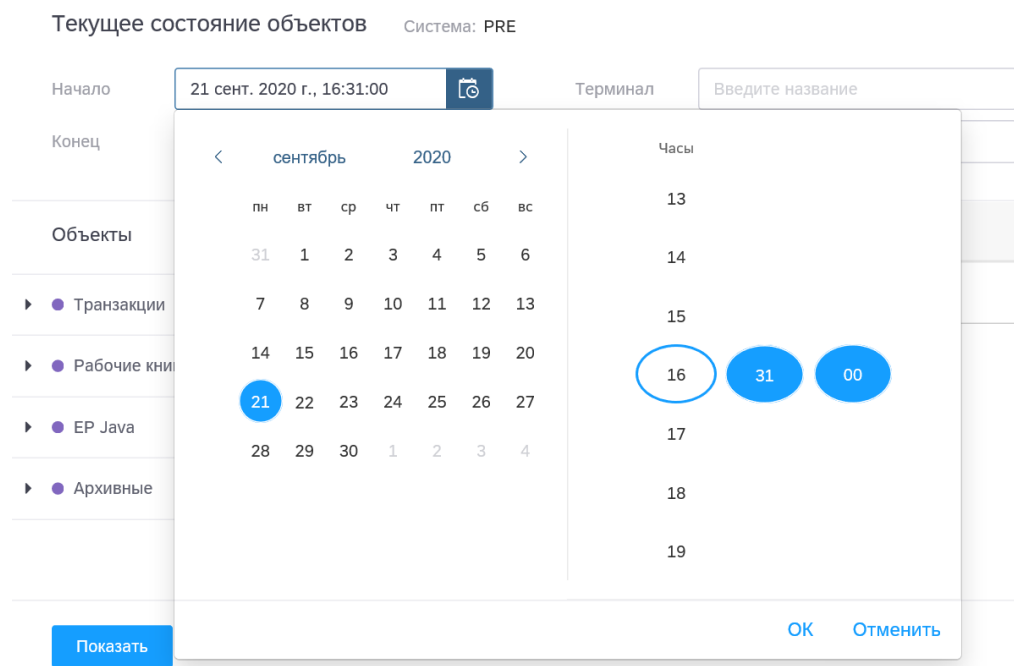 Текущее состояние объектов Система: PRE
Начало 21 сент. 2020 г., 16:31:00 Терминал Введите название
Конец
Объекты
Транзакции
Рабочие
EP Java
Архивные
Показать
сентябрь 2020
пн вт ср чт пт сб вс
31 1 2 3 4 5 6
7 8 9 10 11 12 13
14 15 16 17 18 19 20
21 22 23 24 25 26 27
28 29 30 1 2 3 4
Часы
13
14
15
16 31 00
17
18
19
ОК Отменить